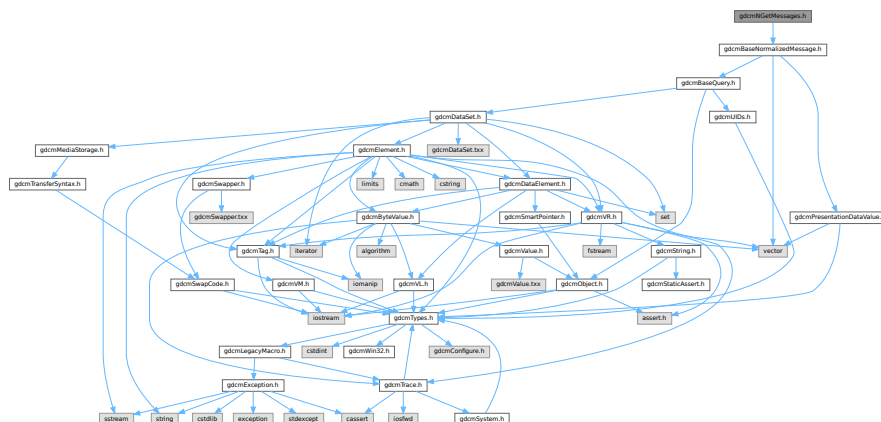 gdcmNGetMessages.h
gdcmBaseNormalizedMessage.h
gdcmBaseQuery.h
gdcmDataSet.h
gdcmUIDs.h
gdcmMediaStorage.h
gdcmElement.h
gdcmDataSet.txx
gdcmTransferSyntax.h
gdcmSwapper.h
limits
cmath
cstring
gdcmDataElement.h
gdcmSwapper.txx
gdcmByteValue.h
gdcmSmartPointer.h
gdcmVR.h
set
gdcmPresentationDataValue.
gdcmTag.h
iterator
algorithm
gdcmValue.h
fstream
gdcmString.h
vector
gdcmSwapCode.h
gdcmVM.h
iomanip
gdcmVL.h
gdcmValue.txx
gdcmObject.h
gdcmStaticAssert.h
iostream
gdcmTypes.h
assert.h
gdcmLegacyMacro.h
cstdint
gdcmWin32.h
gdcmConfigure.h
gdcmException.h
gdcmTrace.h
sstream
string
cstdlib
exception
stdexcept
cassert
iosfwd
gdcmSystem.h